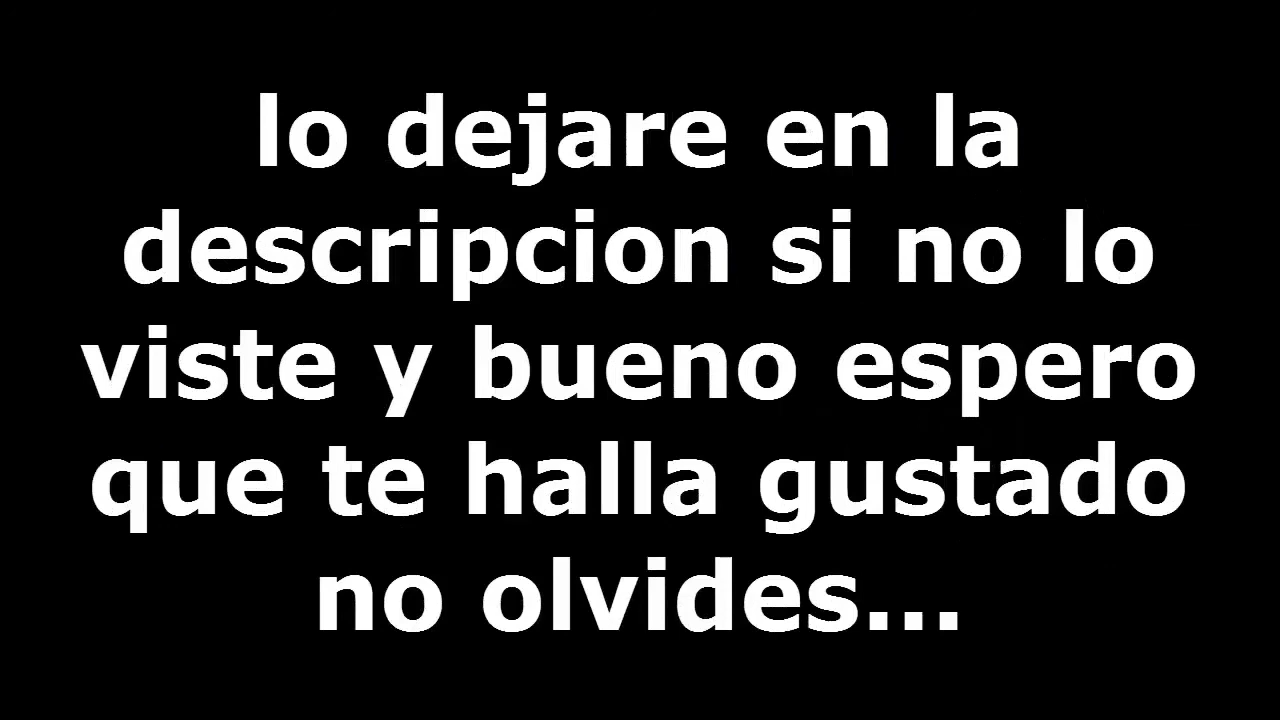 lo dejare en la
descripcion si no lo
viste y bueno espero
que te halla gustado
no olvides...